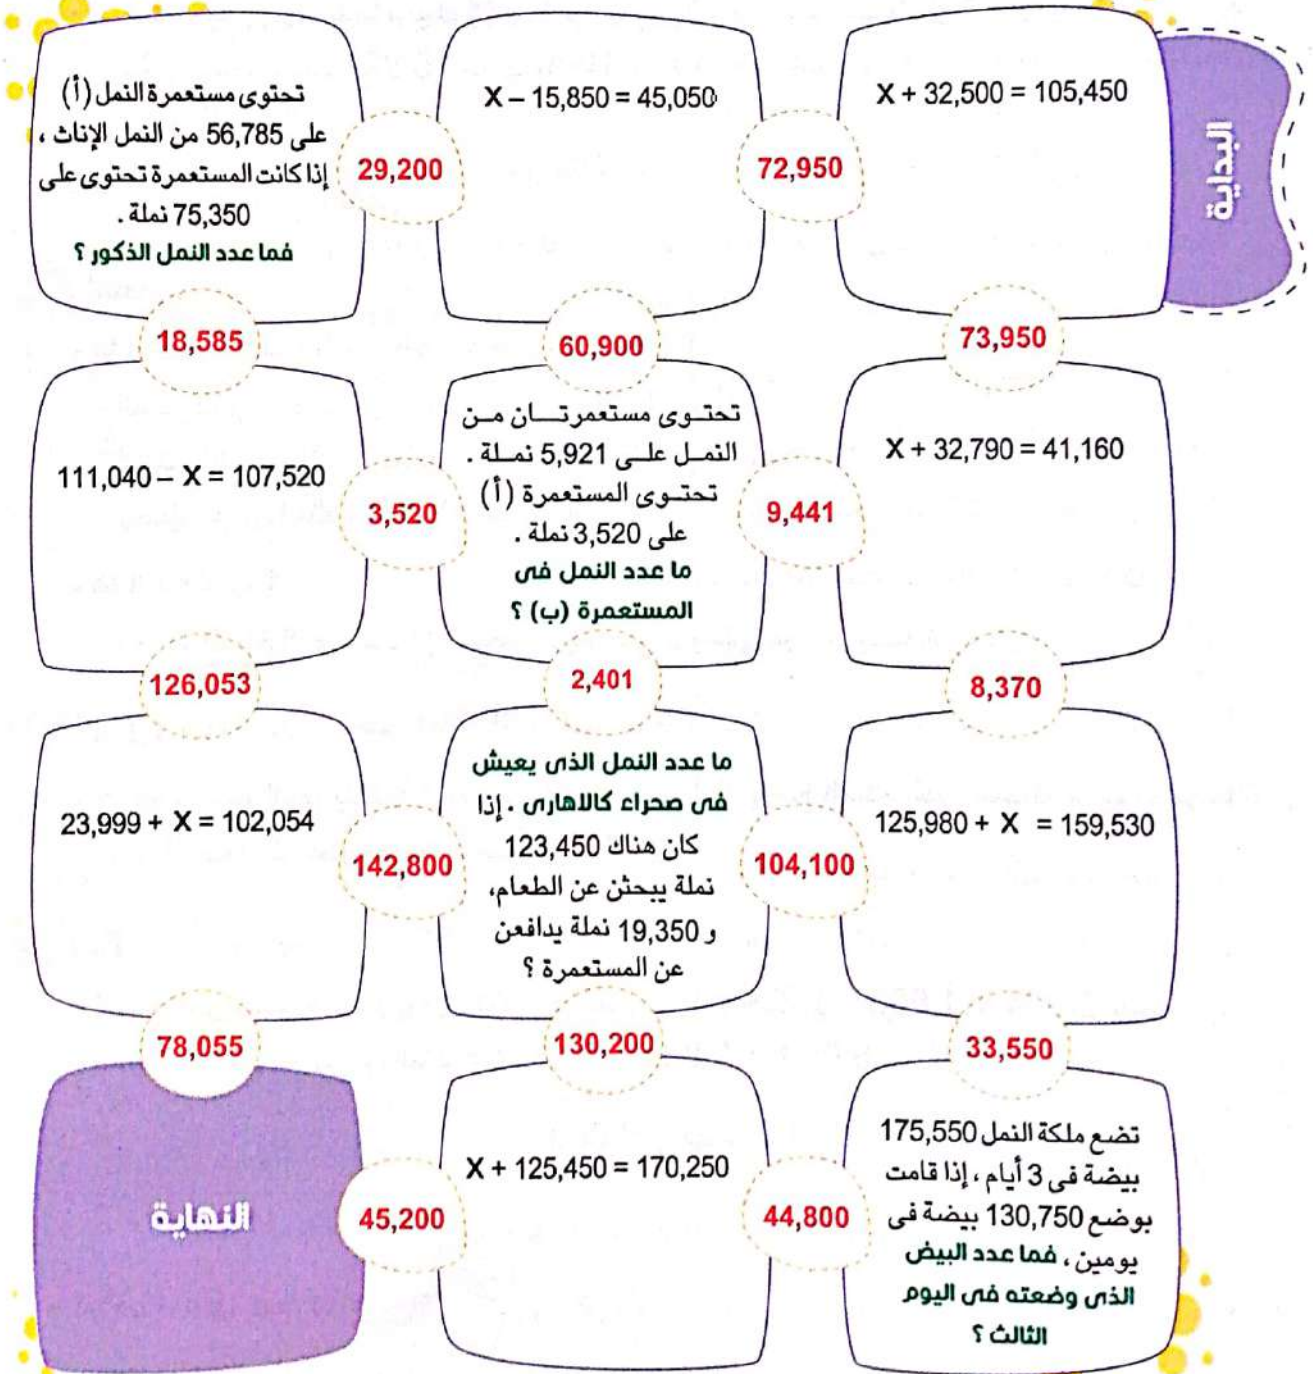 البداية
X + 32,500 = 105,450
72,950
X – 15,850 = 45,050
29,200
تحتوى مستعمرة النمل (أ)
على 56,785 من النمل الإناث ،
إذا كانت المستعمرة تحتوى على
75,350 نملة .
فما عدد النمل الذكور ؟
73,950
60,900
18,585
X + 32,790 = 41,160
9,441
تحتـوى مستعمرتـــان مـن
النمـل علـى 5,921 نمـلة .
تحتـوى المستعمرة (أ)
على 3,520 نملة .
ما عدد النمل فى
المستعمرة (ب) ؟
3,520
111,040 – X = 107,520
8,370
2,401
126,053
125,980 + X = 159,530
104,100
ما عدد النمل الذى يعيش
فى صحراء كالاهارى . إذا
كان هناك 123,450
نملة يبحثن عن الطعام،
و 19,350 نملة يدافعن
عن المستعمرة ؟
142,800
23,999 + X = 102,054
33,550
130,200
78,055
تضع ملكة النمل 175,550
بيضة فى 3 أيام ، إذا قامت
بوضع 130,750 بيضة فى
يومين ، فما عدد البيض
الذى وضعته فى اليوم
الثالث ؟
44,800
X + 125,450 = 170,250
45,200
النهاية